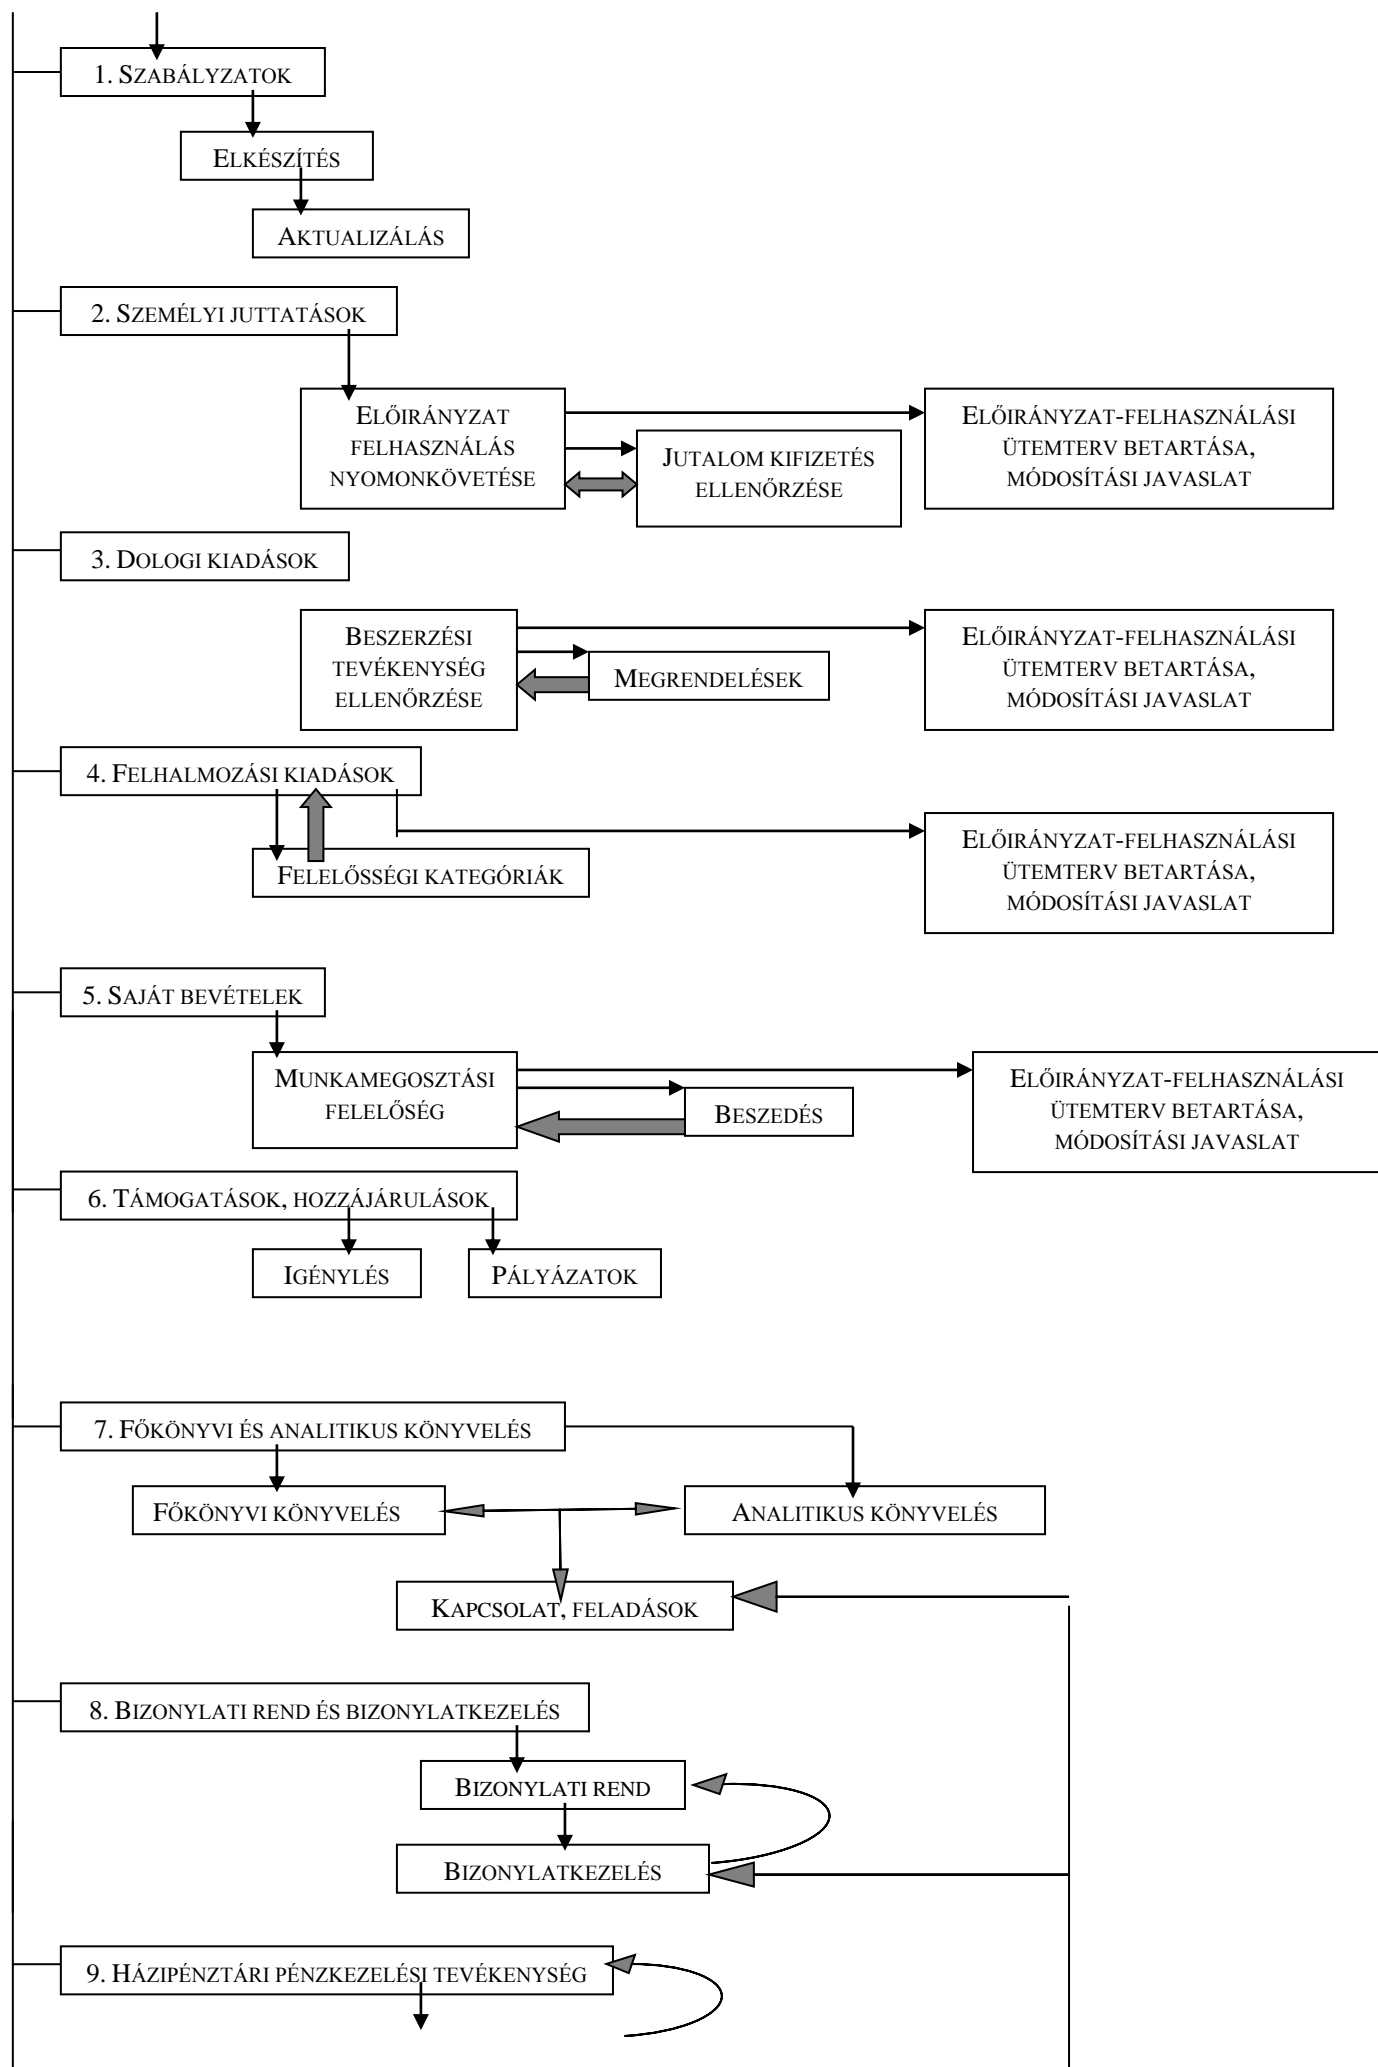 1. SZABÁLYZATOK
ELKÉSZÍTÉS
AKTUALIZÁLÁS
2. SZEMÉLYI JUTTATÁSOK
ELŐIRÁNYZAT
FELHASZNÁLÁS
NYOMONKÖVETÉSE
JUTALOM KIFIZETÉS
ELLENŐRZÉSE
ELŐIRÁNYZAT-FELHASZNÁLÁSI
ÜTEMTERV BETARTÁSA,
MÓDOSÍTÁSI JAVASLAT
3. DOLOGI KIADÁSOK
BESZERZÉSI
TEVÉKENYSÉG
ELLENŐRZÉSE
MEGRENDELÉSEK
ELŐIRÁNYZAT-FELHASZNÁLÁSI
ÜTEMTERV BETARTÁSA,
MÓDOSÍTÁSI JAVASLAT
4. FELHALMOZÁSI KIADÁSOK
FELELŐSSÉGI KATEGÓRIÁK
ELŐIRÁNYZAT-FELHASZNÁLÁSI
ÜTEMTERV BETARTÁSA,
MÓDOSÍTÁSI JAVASLAT
5. SAJÁT BEVÉTELEK
MUNKAMEGOSZTÁSI
FELELŐSÉG
BESZEDÉS
ELŐIRÁNYZAT-FELHASZNÁLÁSI
ÜTEMTERV BETARTÁSA,
MÓDOSÍTÁSI JAVASLAT
6. TÁMOGATÁSOK, HOZZÁJÁRULÁSOK
IGÉNYLÉS
PÁLYÁZATOK
7. FŐKÖNYVI ÉS ANALITIKUS KÖNYVELÉS
FŐKÖNYVI KÖNYVELÉS
ANALITIKUS KÖNYVELÉS
KAPCSOLAT, FELADÁSOK
8. BIZONYLATI REND ÉS BIZONYLATKEZELÉS
BIZONYLATI REND
BIZONYLATKEZELÉS
9. HÁZIPÉNZTÁRI PÉNZKEZELÉSI TEVÉKENYSÉG